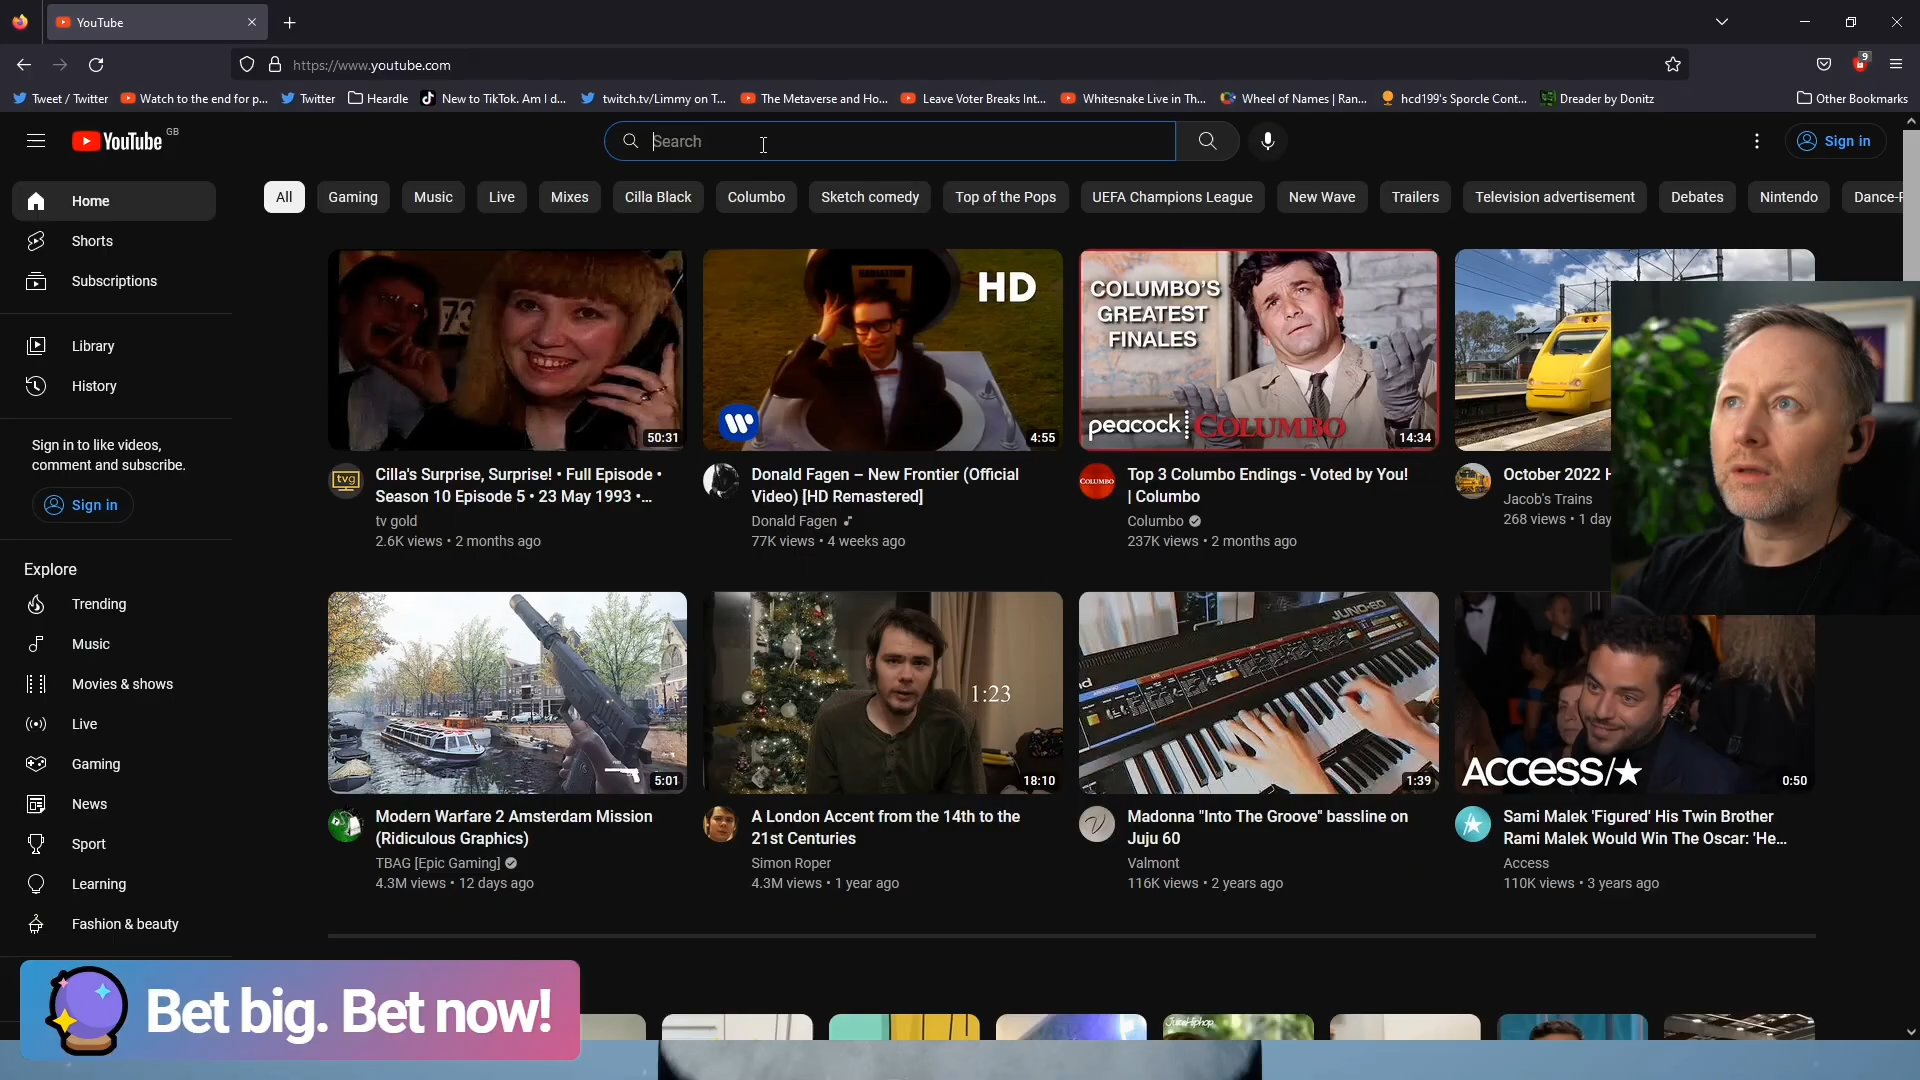 YouTube
https://www.youtube.com
9
Tweet / Twitter
Watch to the end for p...
Twitter
Heardle
New to TikTok. Am I d...
twitch.tv/Limmy on T...
The Metaverse and Ho...
Leave Voter Breaks Int...
Whitesnake Live in Th...
Wheel of Names | Ran...
hcd199's Sporcle Cont...
Dreader by Donitz
Other Bookmarks
YouTube GB
Search
Sign in
Home
Shorts
Subscriptions
Library
History
Sign in to like videos,
comment and subscribe.
Sign in
Explore
Trending
Music
Movies & shows
Live
Gaming
News
Sport
Learning
Fashion & beauty
All
Gaming
Music
Live
Mixes
Cilla Black
Columbo
Sketch comedy
Top of the Pops
UEFA Champions League
New Wave
Trailers
Television advertisement
Debates
Nintendo
Dance-
73
50:31
Cilla's Surprise, Surprise! • Full Episode •
Season 10 Episode 5 • 23 May 1993 •...
tv gold
2.6K views • 2 months ago
HD
4:55
Donald Fagen – New Frontier (Official
Video) [HD Remastered]
Donald Fagen
77K views • 4 weeks ago
COLUMBO'S
GREATEST
FINALES
peacock
COLUMBO
14:34
COLUMBO
Top 3 Columbo Endings - Voted by You!
| Columbo
Columbo
237K views • 2 months ago
October 2022 H
Jacob's Trains
268 views • 1 day
5:01
Modern Warfare 2 Amsterdam Mission
(Ridiculous Graphics)
TBAG [Epic Gaming]
4.3M views • 12 days ago
1:23
18:10
A London Accent from the 14th to the
21st Centuries
Simon Roper
4.3M views • 1 year ago
JUNO-60
1:39
Madonna "Into The Groove" bassline on
Juju 60
Valmont
116K views • 2 years ago
ACCESS/
0:50
Sami Malek 'Figured' His Twin Brother
Rami Malek Would Win The Oscar: 'He...
Access
110K views • 3 years ago
Bet big. Bet now!